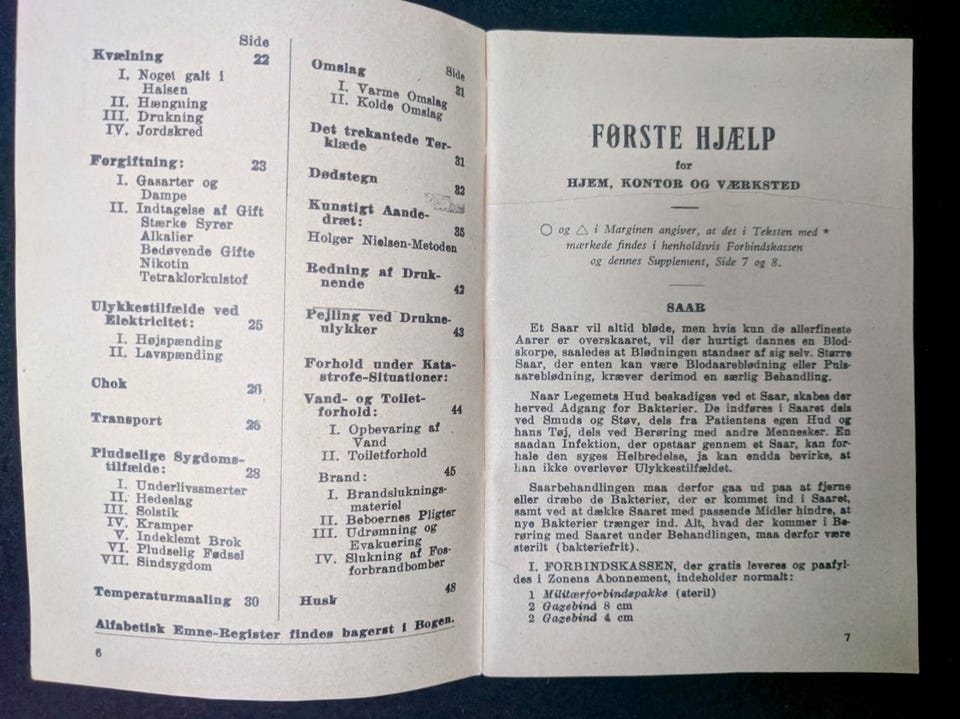 Side
Kvælning 22
I. Noget galt i
Halsen
II. Hængning
III. Drukning
IV. Jordskred
Forgiftning: 23
I. Gasarter og
Dampe
II. Indtagelse af Gift
Stærke Syrer
Alkalier
Bedøvende Gifte
Nikotin
Tetraklorkulstof
Ulykkestilfælde ved
Elektricitet: 25
I. Højspænding
II. Lavspænding
Chok 26
Transport 26
Pludselige Sygdoms-
tilfælde: 28
I. Underlivssmerter
II. Hedeslag
III. Solstik
IV. Kramper
V. Indeklemt Brok
VI. Pludselig Fødsel
VII. Sindsygdom
Temperaturmaaling 30
Side
Omslag 31
I. Varme Omslag
II. Kolde Omslag
Det trekantede Tør-
klæde 31
Dødstegn 32
Kunstigt Aande-
dræt: 35
Holger Nielsen-Metoden
Redning af Druk-
nende 42
Pejling ved Drukne-
ulykker 43
Forhold under Kata-
strofe-Situationer:
Vand- og Toilet-
forhold: 44
I. Opbevaring af
Vand
II. Toiletforhold
Brand: 45
I. Brandsluknings-
materiel
II. Beboernes Pligter
III. Udrømning og
Evakuering
IV. Slukning af Fos-
forbrandbomber
Husk 48
Alfabetisk Emne-Register findes bagerst i Bogen.
6
FØRSTE HJÆLP
for
HJEM, KONTOR OG VÆRKSTED
○ og △ i Marginen angiver, at det i Teksten med *
mærkede findes i henholdsvis Forbindskassen
og dennes Supplement, Side 7 og 8.
SAAR
Et Saar vil altid bløde, men hvis kun de allerfineste
Aarer er overskaaret, vil der hurtigt dannes en Blod-
skorpe, saaledes at Blødningen standser af sig selv. Større
Saar, der enten kan være Blodaareblødning eller Puls-
aareblødning, kræver derimod en særlig Behandling.
Naar Legemets Hud beskadiges ved et Saar, skabes der
herved Adgang for Bakterier. De indføres i Saaret dels
ved Smuds og Støv, dels fra Patientens egen Hud og
hans Tøj, dels ved Berøring med andre Mennesker. En
saadan Infektion, der opstaar gennem et Saar, kan for-
hale den syges Helbredelse, ja kan endda bevirke, at
han ikke overlever Ulykkestilfældet.
Saarbehandlingen maa derfor gaa ud paa at fjerne
eller dræbe de Bakterier, der er kommet ind i Saaret,
samt ved at dække Saaret med passende Midler hindre, at
nye Bakterier trænger ind. Alt, hvad der kommer i Be-
røring med Saaret under Behandlingen, maa derfor være
sterilt (bakteriefrit).
I. FORBINDSKASSEN, der gratis leveres og paafyl-
des i Zonens Abonnement, indeholder normalt:
1 Militærforbindspakke (steril)
2 Gazebind 8 cm
2 Gazebind 4 cm
7